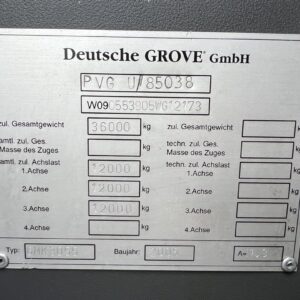 Deutsche GROVE GmbH
PVG U/85038
zul. Gesamtgewicht 36000 kg zul. Gesamtgewicht kg
zul. Ges. Masse des Zuges kg techn. zul. Ges. Masse des Zuges kg
amtl. zul. Achslast
1.Achse 12000 kg techn. zul. Achslast 1.Achse kg
2.Achse 12000 kg 2.Achse kg
3.Achse 12000 kg 3.Achse kg
4.Achse kg 4.Achse kg
Typ: GMK3055 Baujahr: A=